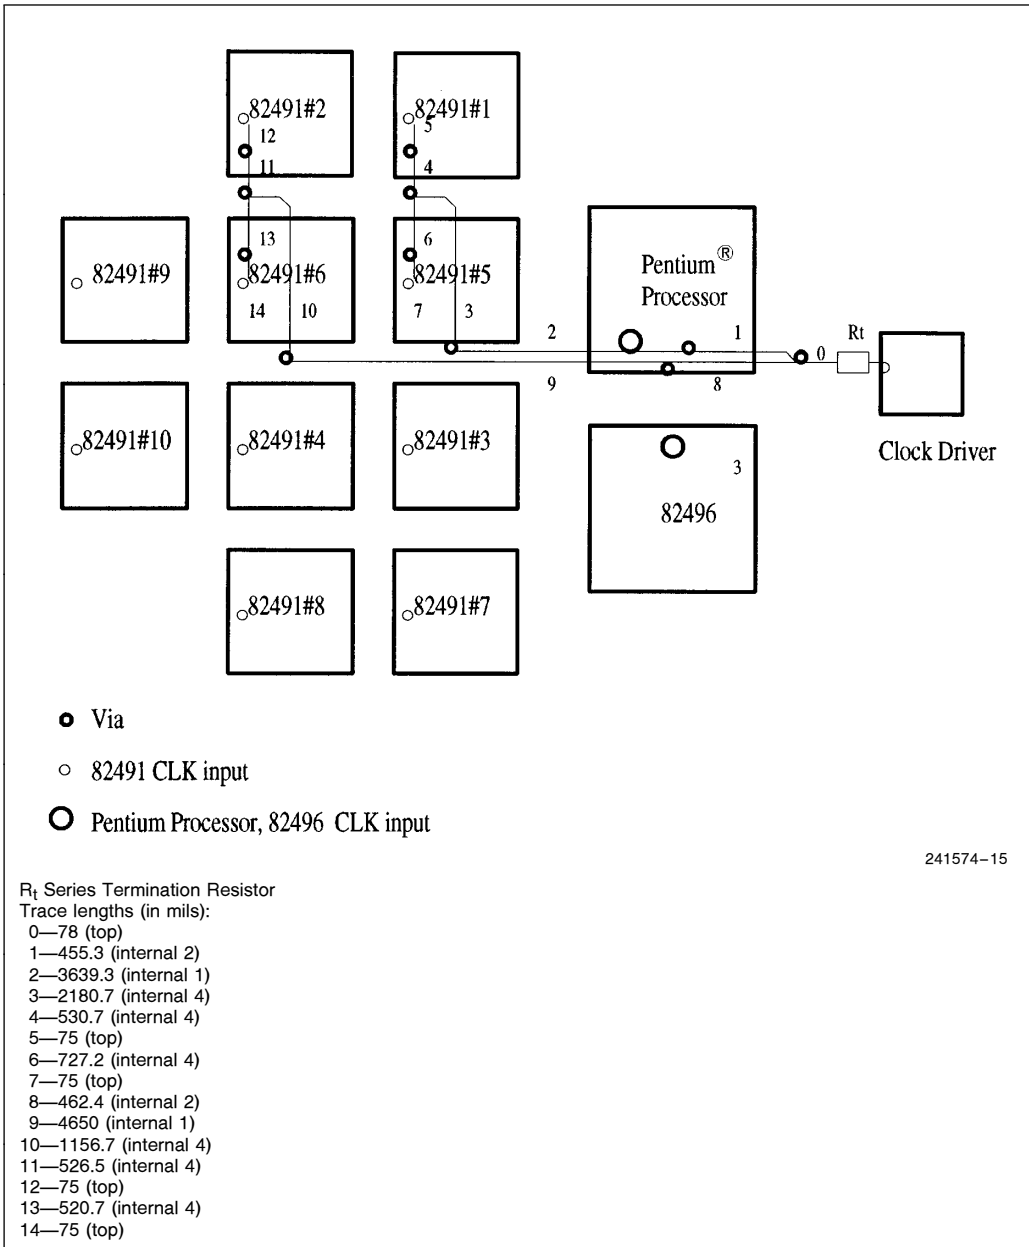 82491#2
82491#1
5
12
11
4
13
6
82491#9
82491#6
82491#5
14
10
7
3
Pentium®
Processor
2
1
0
Rt
9
8
82491#10
82491#4
82491#3
3
82496
Clock Driver
82491#8
82491#7
Via
82491 CLK input
Pentium Processor, 82496 CLK input
241574–15
Rt Series Termination Resistor
Trace lengths (in mils):
0—78 (top)
1—455.3 (internal 2)
2—3639.3 (internal 1)
3—2180.7 (internal 4)
4—530.7 (internal 4)
5—75 (top)
6—727.2 (internal 4)
7—75 (top)
8—462.4 (internal 2)
9—4650 (internal 1)
10—1156.7 (internal 4)
11—526.5 (internal 4)
12—75 (top)
13—520.7 (internal 4)
14—75 (top)